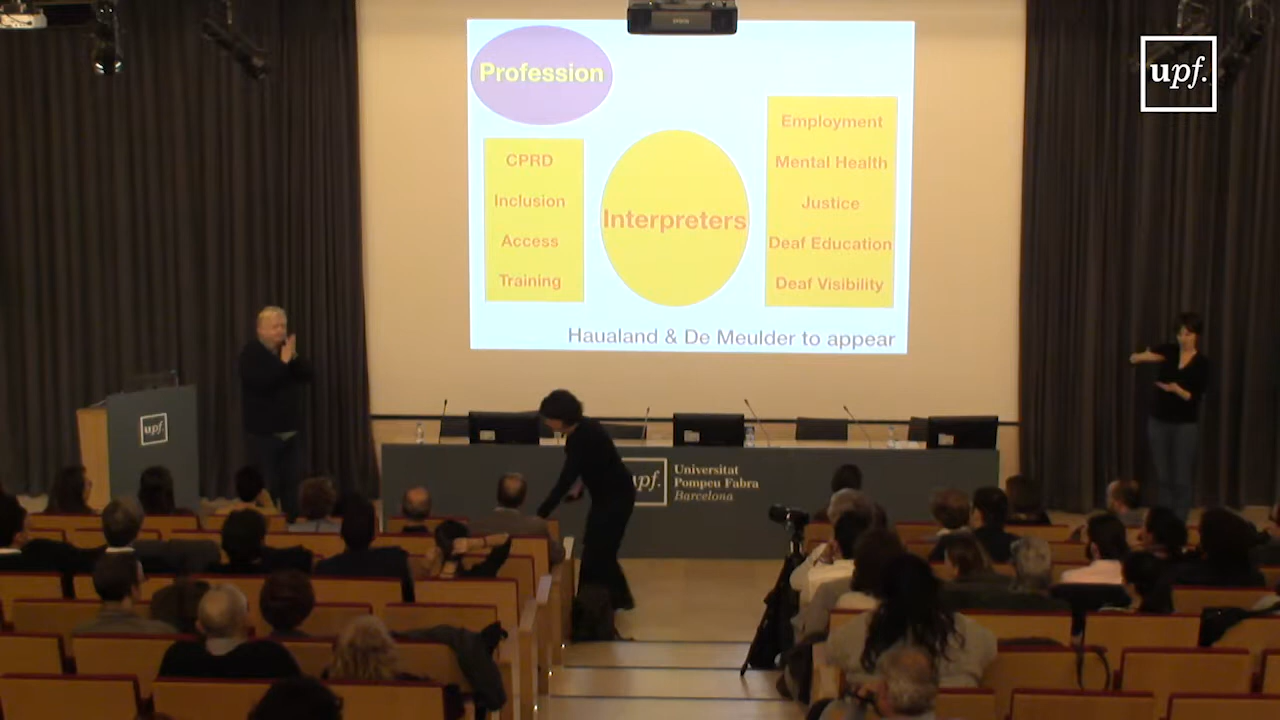 EPSON
upf.
Profession
CPRD
Inclusion
Access
Training
Interpreters
Employment
Mental Health
Justice
Deaf Education
Deaf Visibility
Haualand & De Meulder to appear
upf.
upf.
Universitat
Pompeu Fabra
Barcelona